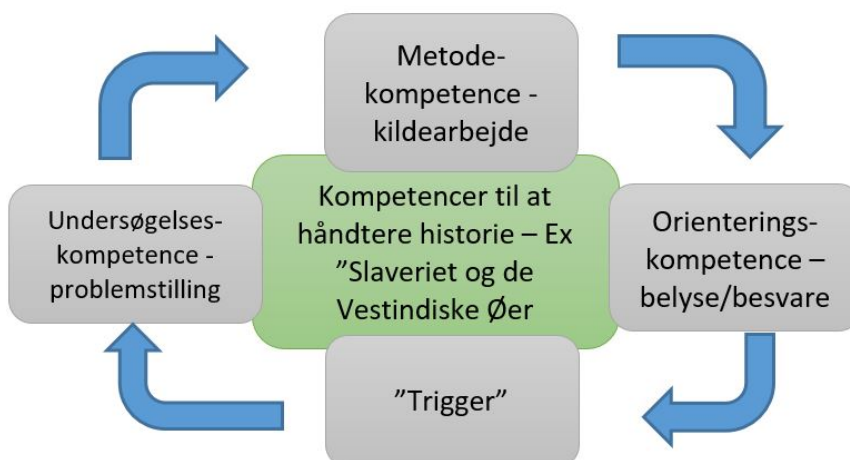 Metode-
kompetence -
kildearbejde
Undersøgelses-
kompetence -
problemstilling
Kompetencer til at
håndtere historie – Ex
”Slaveriet og de
Vestindiske Øer
Orienterings-
kompetence –
belyse/besvare
”Trigger”